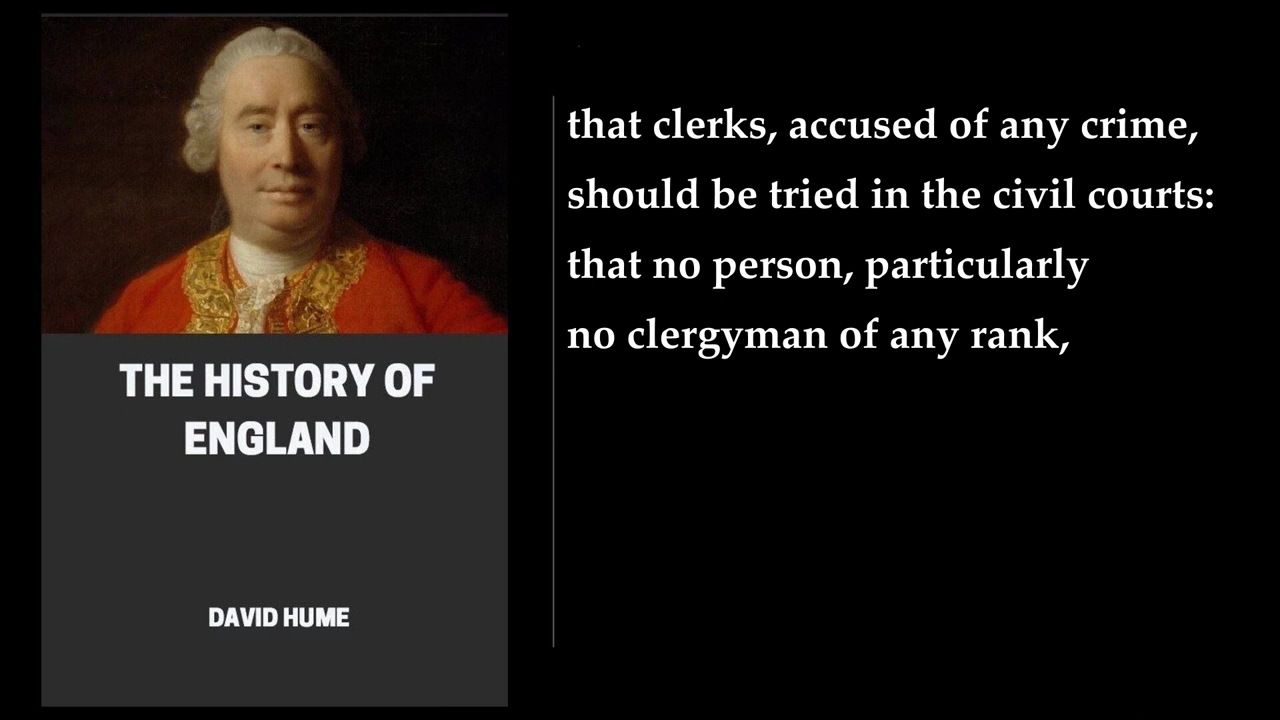 THE HISTORY OF
ENGLAND
DAVID HUME
that clerks, accused of any crime,
should be tried in the civil courts:
that no person, particularly
no clergyman of any rank,